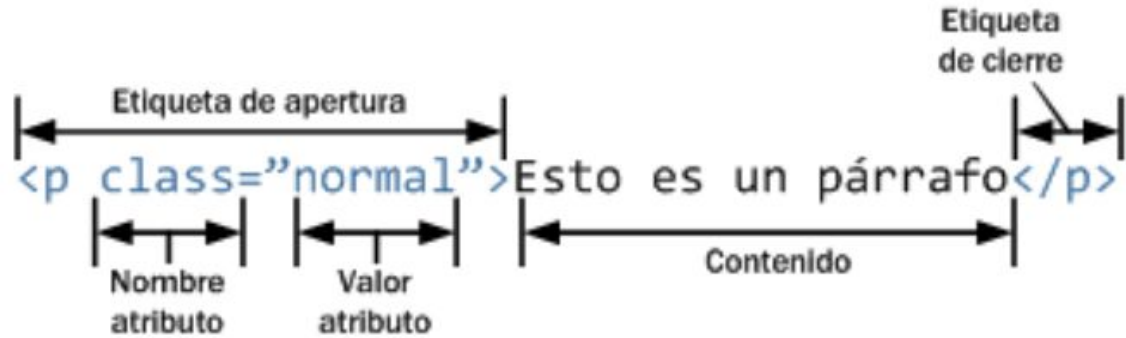 Etiqueta
de cierre
Etiqueta de apertura
<p class=”normal”>Esto es un párrafo</p>
Nombre
atributo
Valor
atributo
Contenido